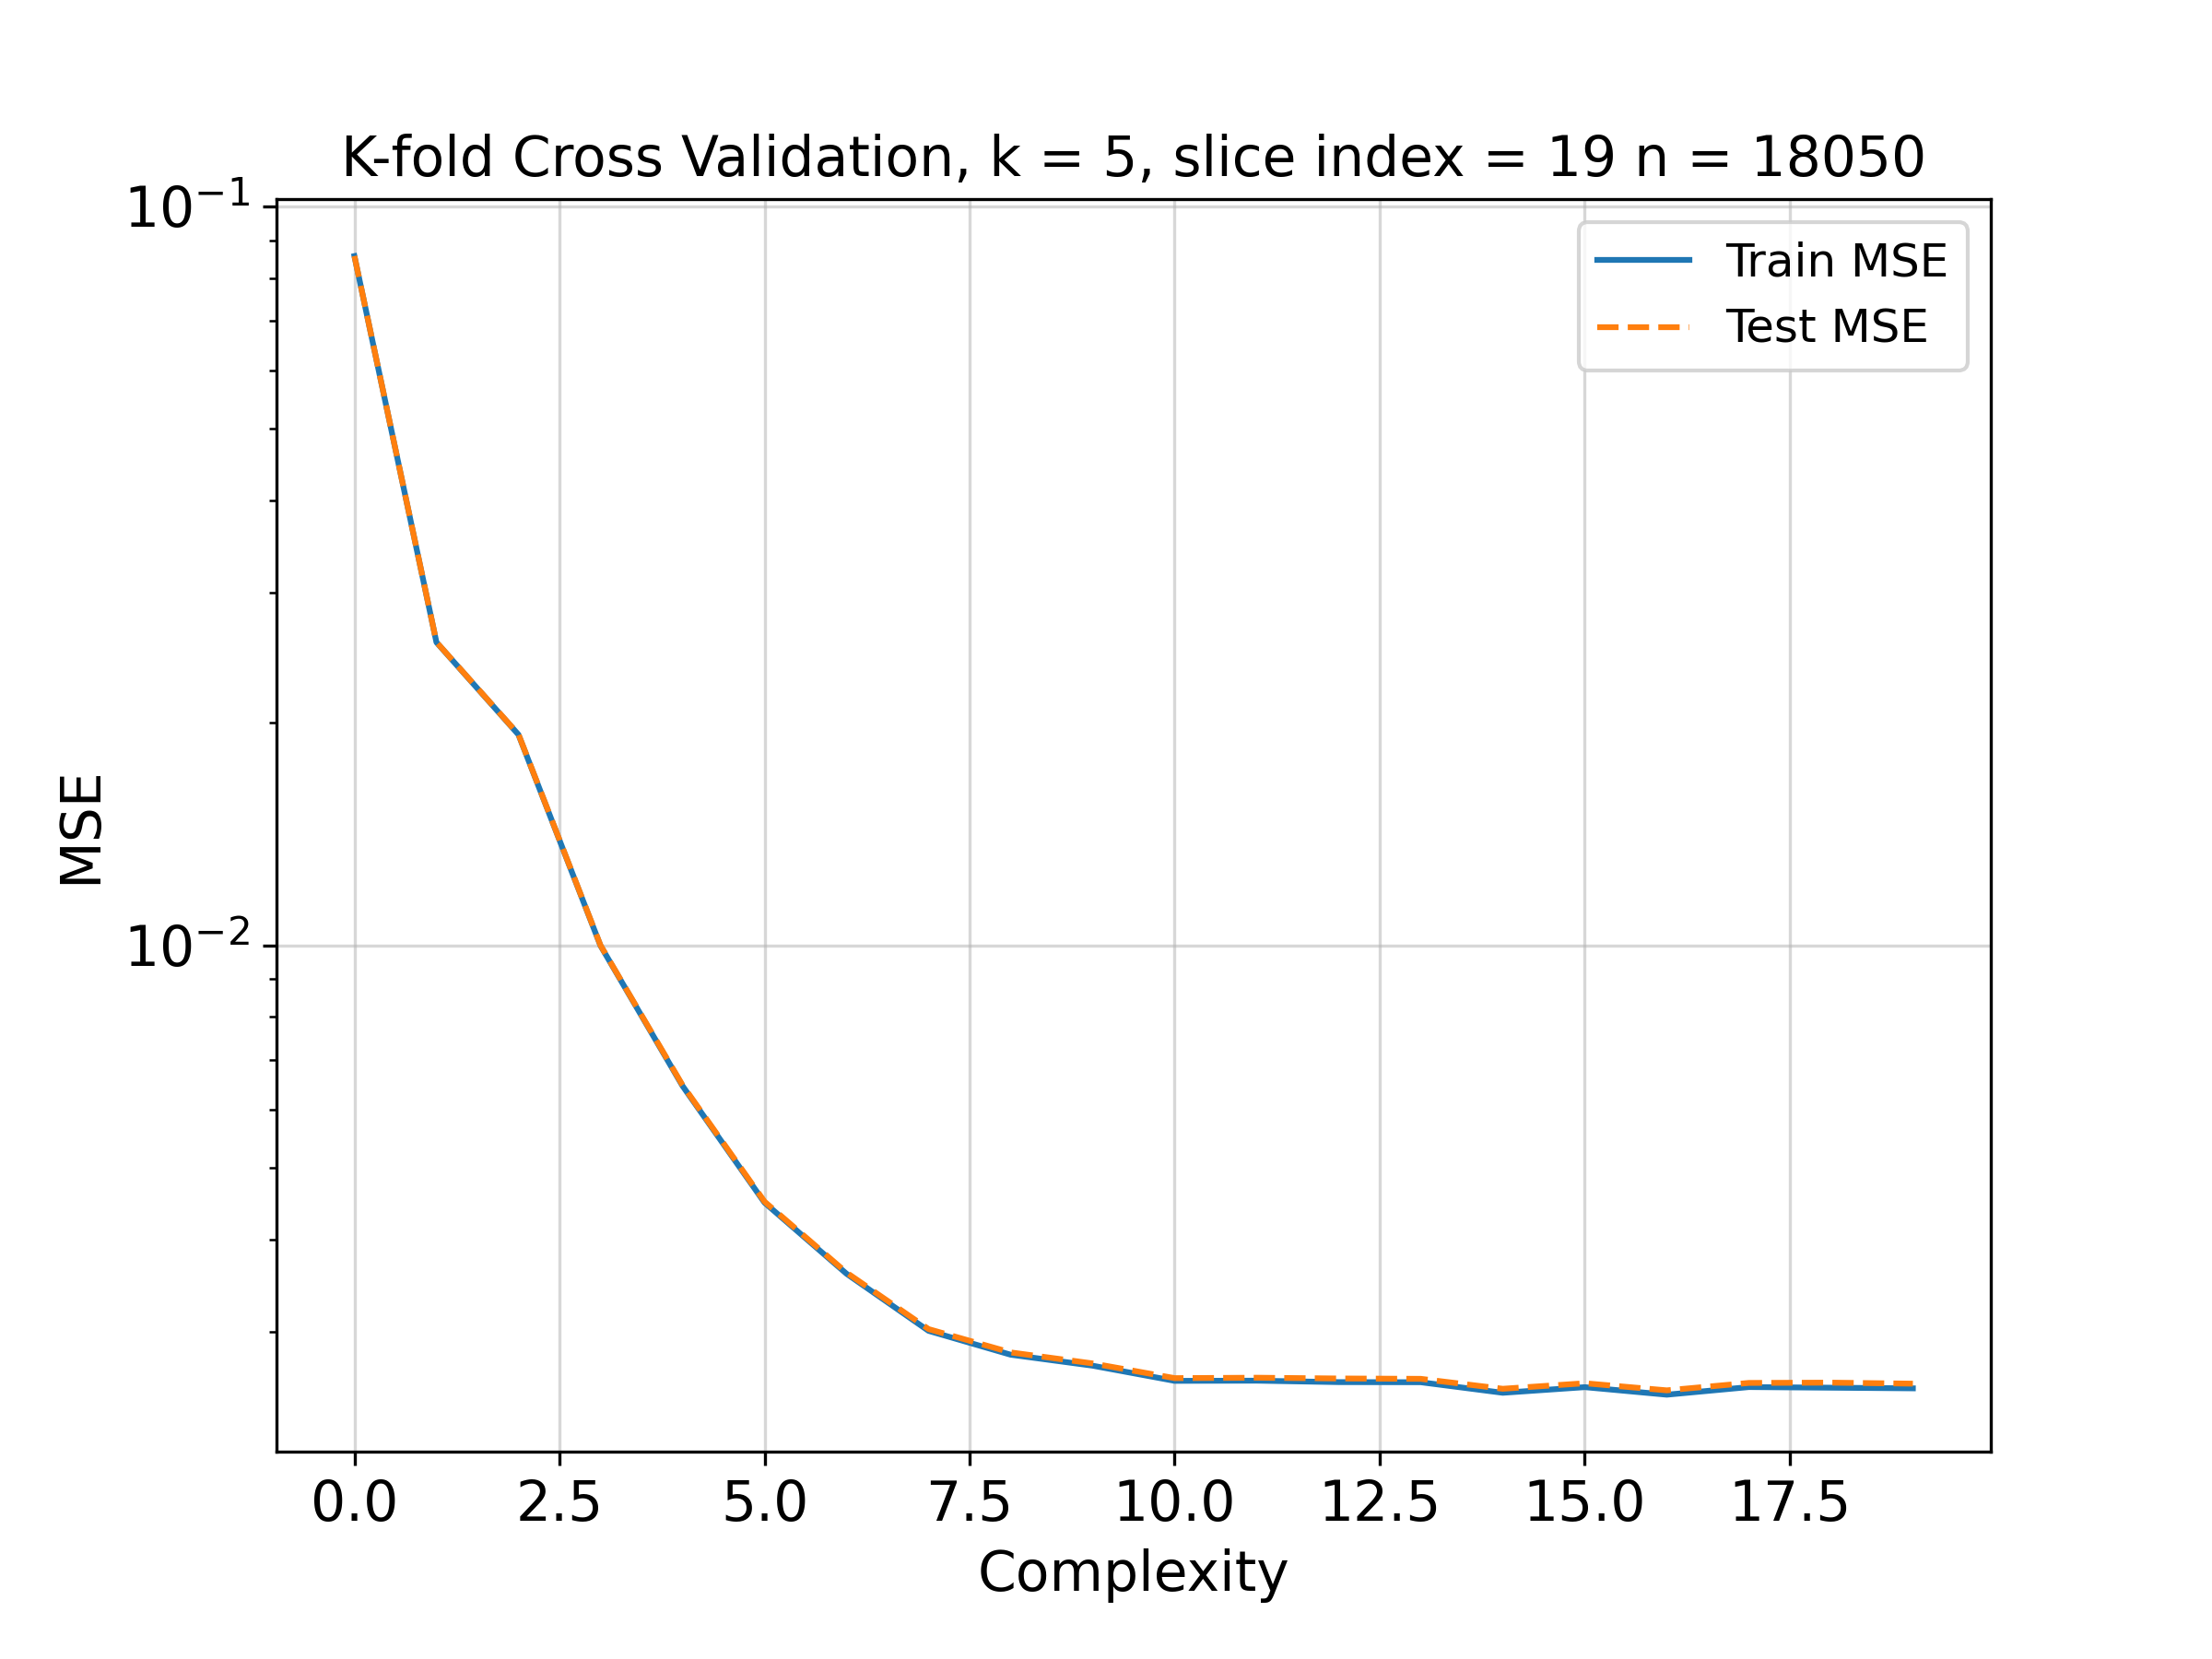 K-fold Cross Validation, k = 5, slice index = 19 n = 18050
10⁻¹
Train MSE
Test MSE
MSE
10⁻²
0.0 2.5 5.0 7.5 10.0 12.5 15.0 17.5
Complexity